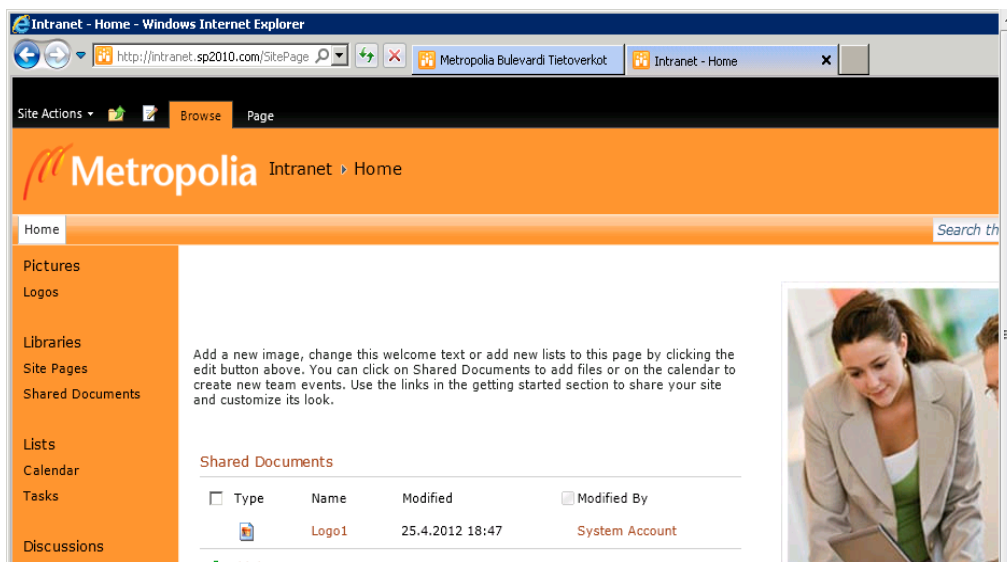 Intranet - Home - Windows Internet Explorer
http://intranet.sp2010.com/SitePage
Metropolia Bulevardi Tietoverkot
Intranet - Home
Site Actions
Browse
Page
Metropolia
Intranet
Home
Home
Search th
Pictures
Logos
Libraries
Site Pages
Shared Documents
Lists
Calendar
Tasks
Discussions
Add a new image, change this welcome text or add new lists to this page by clicking the
edit button above. You can click on Shared Documents to add files or on the calendar to
create new team events. Use the links in the getting started section to share your site
and customize its look.
Shared Documents
Type Name Modified Modified By
Logo1 25.4.2012 18:47 System Account